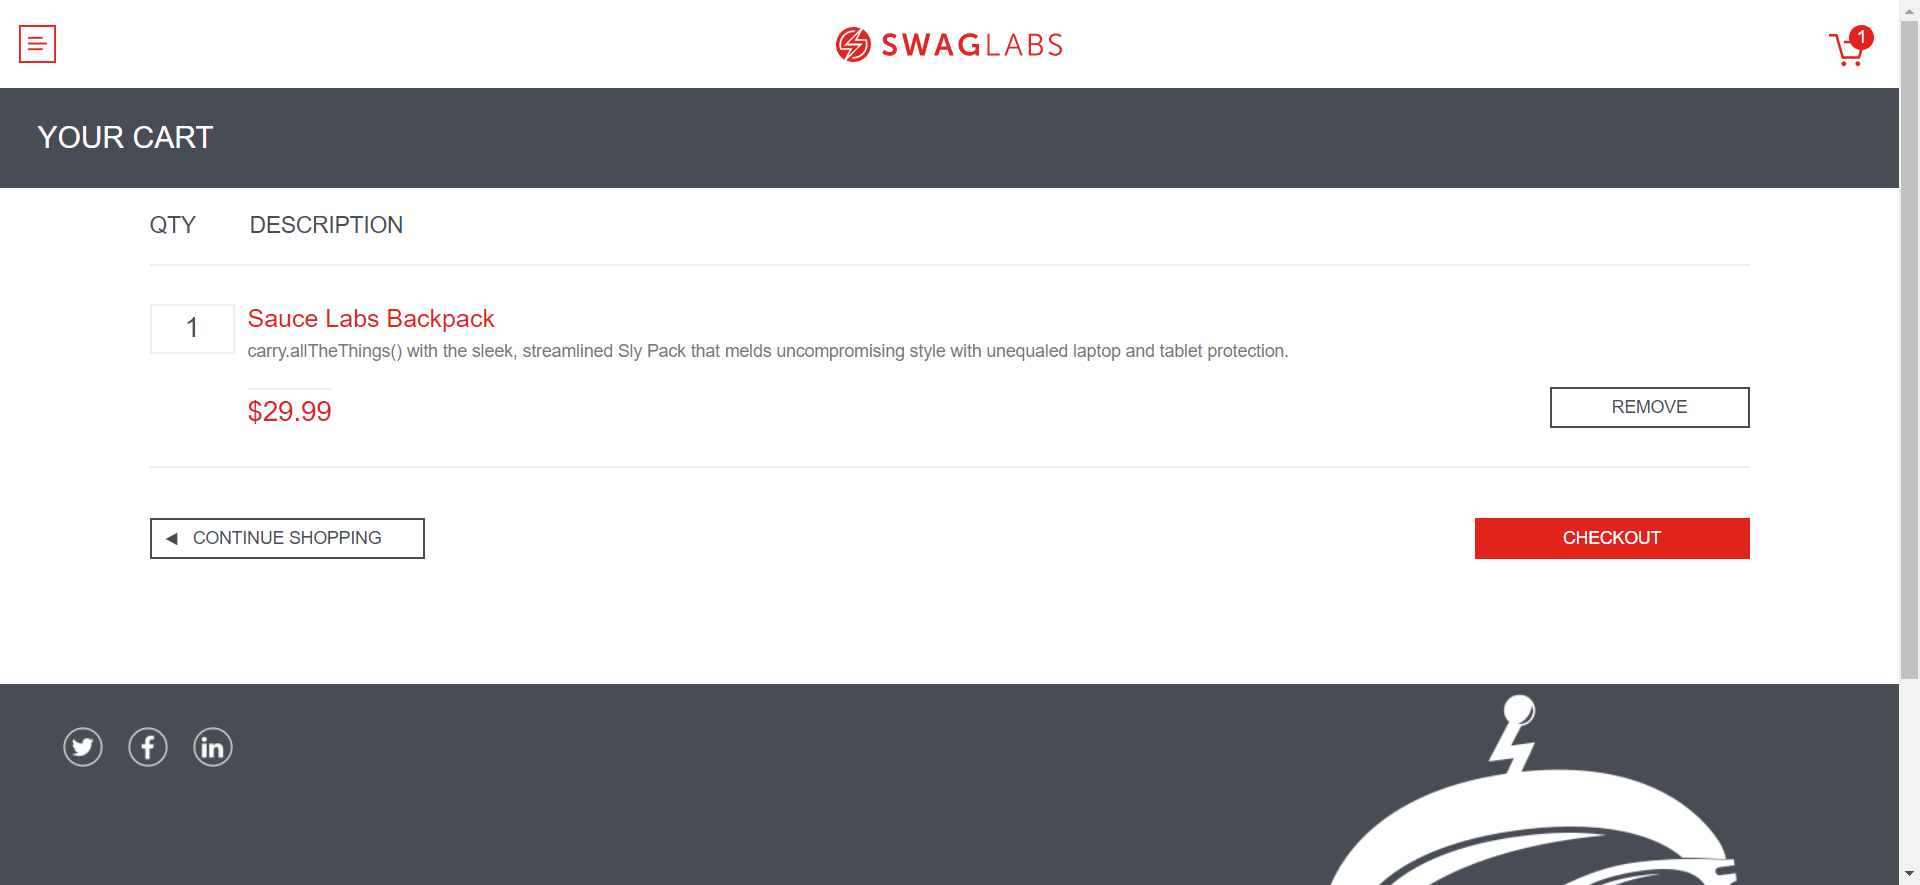 SWAGLABS
1
YOUR CART
QTY DESCRIPTION
1 Sauce Labs Backpack
carry.allTheThings() with the sleek, streamlined Sly Pack that melds uncompromising style with unequaled laptop and tablet protection.
$29.99 REMOVE
CONTINUE SHOPPING CHECKOUT